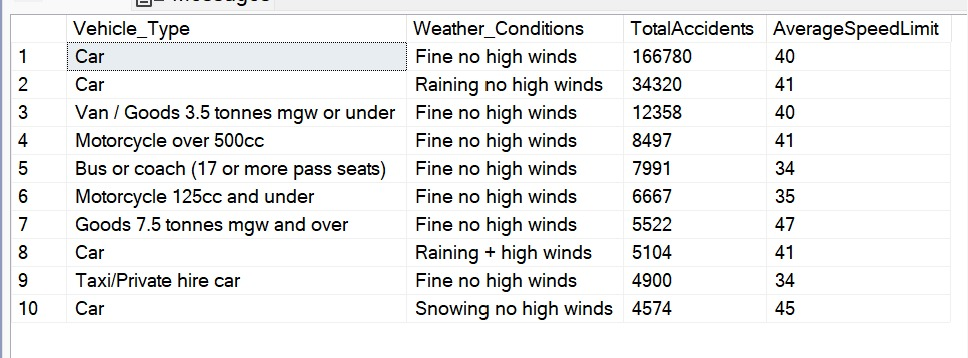 Messages
Vehicle_Type Weather_Conditions TotalAccidents AverageSpeedLimit
1 Car Fine no high winds 166780 40
2 Car Raining no high winds 34320 41
3 Van / Goods 3.5 tonnes mgw or under Fine no high winds 12358 40
4 Motorcycle over 500cc Fine no high winds 8497 41
5 Bus or coach (17 or more pass seats) Fine no high winds 7991 34
6 Motorcycle 125cc and under Fine no high winds 6667 35
7 Goods 7.5 tonnes mgw and over Fine no high winds 5522 47
8 Car Raining + high winds 5104 41
9 Taxi/Private hire car Fine no high winds 4900 34
10 Car Snowing no high winds 4574 45